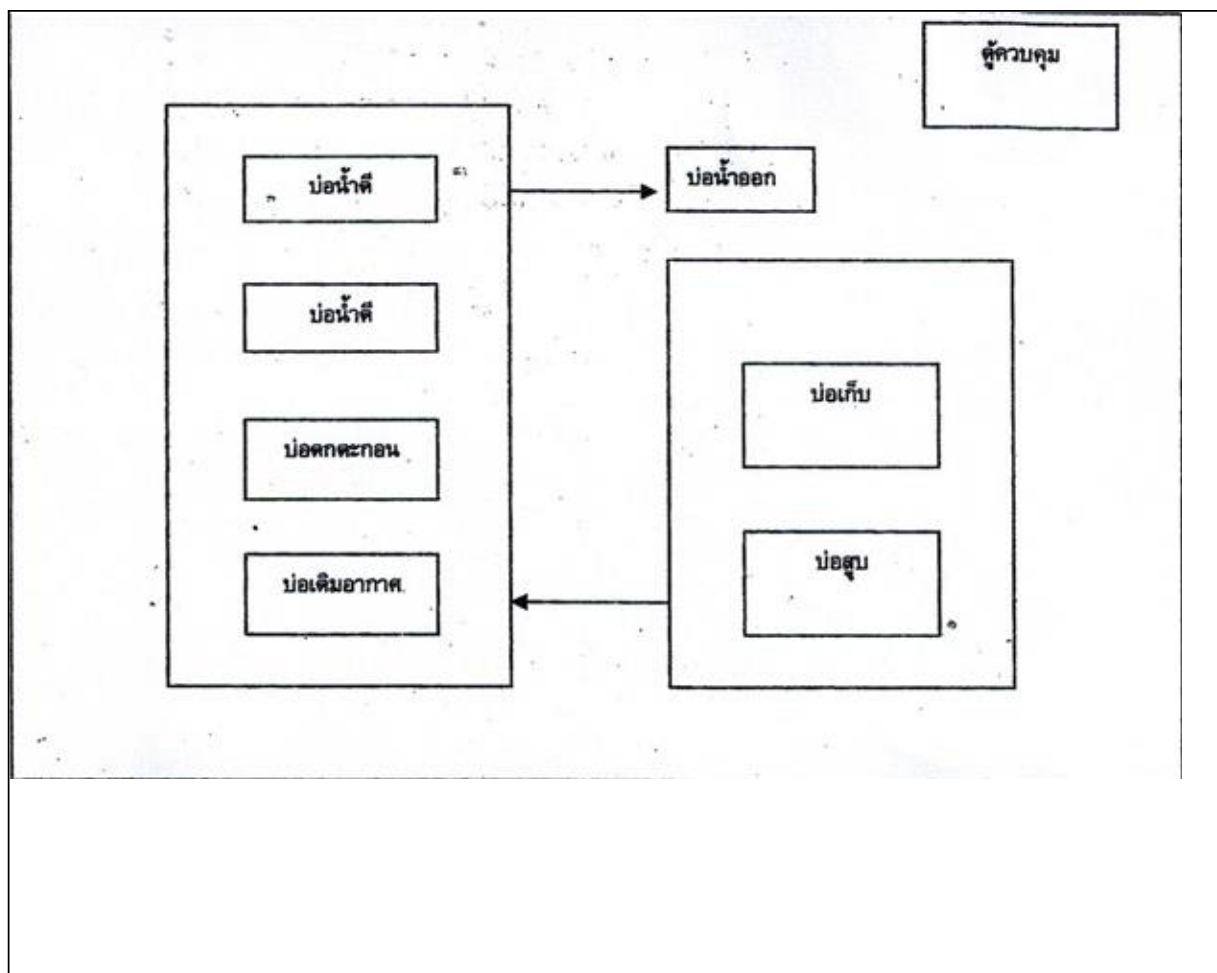 ตู้ควบคุม
บ่อน้ำดี
บ่อน้ำออก
บ่อน้ำดี
บ่อเก็บ
บ่อตกตะกอน
บ่อสูบ
บ่อเติมอากาศ